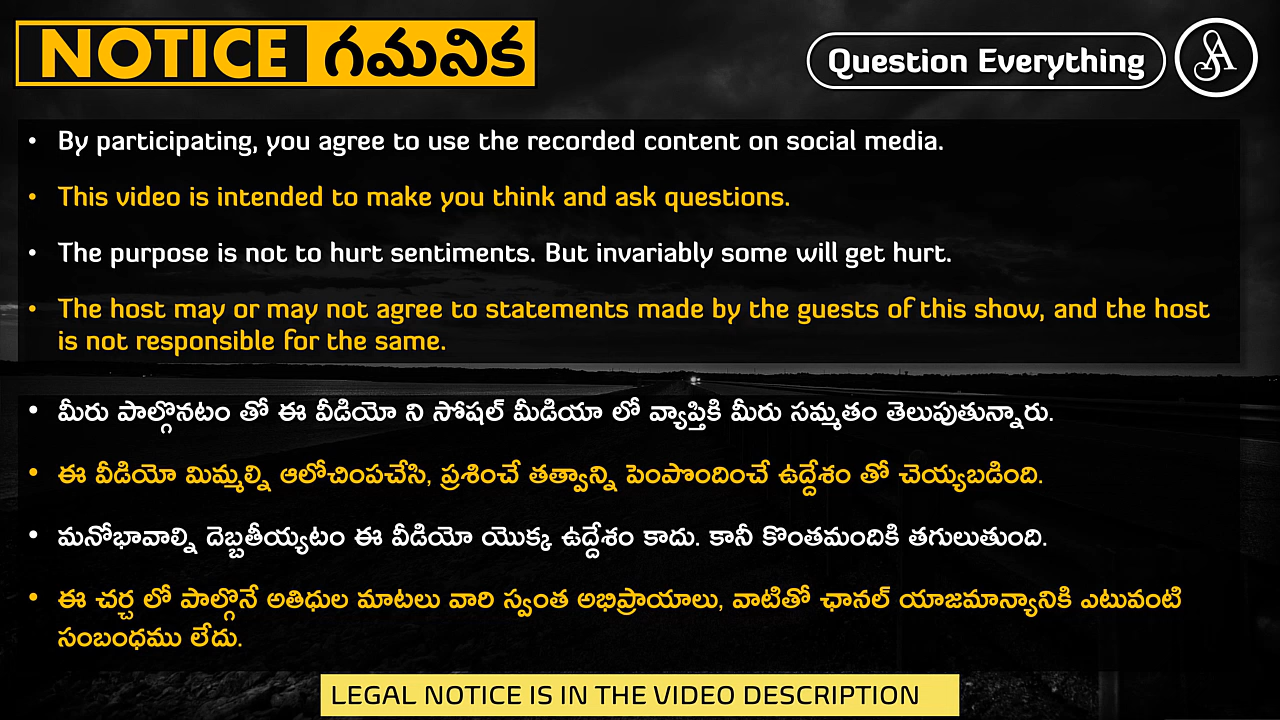 NOTICE గమనిక
Question Everything
• By participating, you agree to use the recorded content on social media.
• This video is intended to make you think and ask questions.
• The purpose is not to hurt sentiments. But invariably some will get hurt.
• The host may or may not agree to statements made by the guests of this show, and the host
is not responsible for the same.
• మీరు పాల్గొనటం తో ఈ వీడియో ని సోషల్ మీడియా లో వ్యాప్తికి మీరు సమ్మతం తెలుపుతున్నారు.
• ఈ వీడియో మిమ్మల్ని ఆలోచింపచేసి, ప్రశించే తత్వాన్ని పెంపొందించే ఉద్దేశం తో చెయ్యబడింది.
• మనోభావాల్ని దెబ్బతీయ్యటం ఈ వీడియో యొక్క ఉద్దేశం కాదు. కానీ కొంతమందికి తగులుతుంది.
• ఈ చర్చ లో పాల్గొనే అతిధుల మాటలు వారి స్వంత అభిప్రాయాలు, వాటితో ఛానల్ యాజమాన్యానికి ఎటువంటి
సంబంధము లేదు.
LEGAL NOTICE IS IN THE VIDEO DESCRIPTION